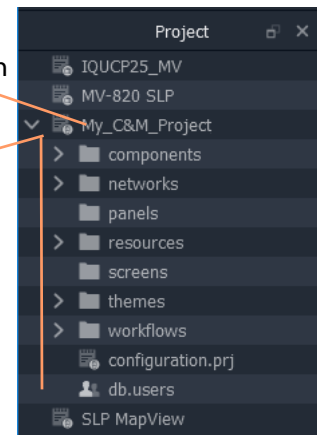 Project
IQUCP25_MV
MV-820 SLP
My_C&M_Project
components
networks
panels
resources
screens
themes
workflows
configuration.prj
db.users
SLP MapView